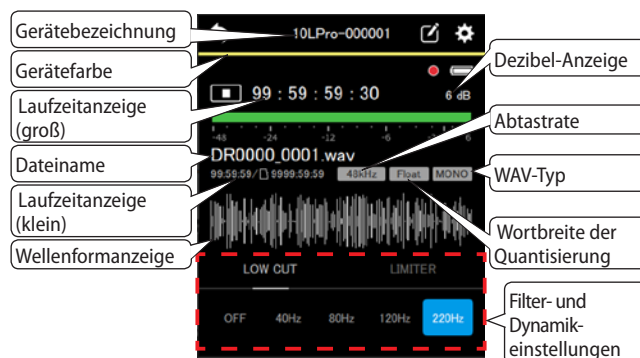 Gerätebezeichnung
Gerätefarbe
Laufzeitanzeige
(groß)
Dateiname
Laufzeitanzeige
(klein)
Wellenformanzeige
10LPro-000001
99 : 59 : 59 : 30
6 dB
-48 -24 -12 -6 6
DR0000_0001.wav
99:59:59/ 9999:59:59 48kHz Float MONO
LOW CUT LIMITER
OFF 40Hz 80Hz 120Hz 220Hz
Dezibel-Anzeige
Abtastrate
WAV-Typ
Wortbreite der
Quantisierung
Filter- und
Dynamik-
einstellungen